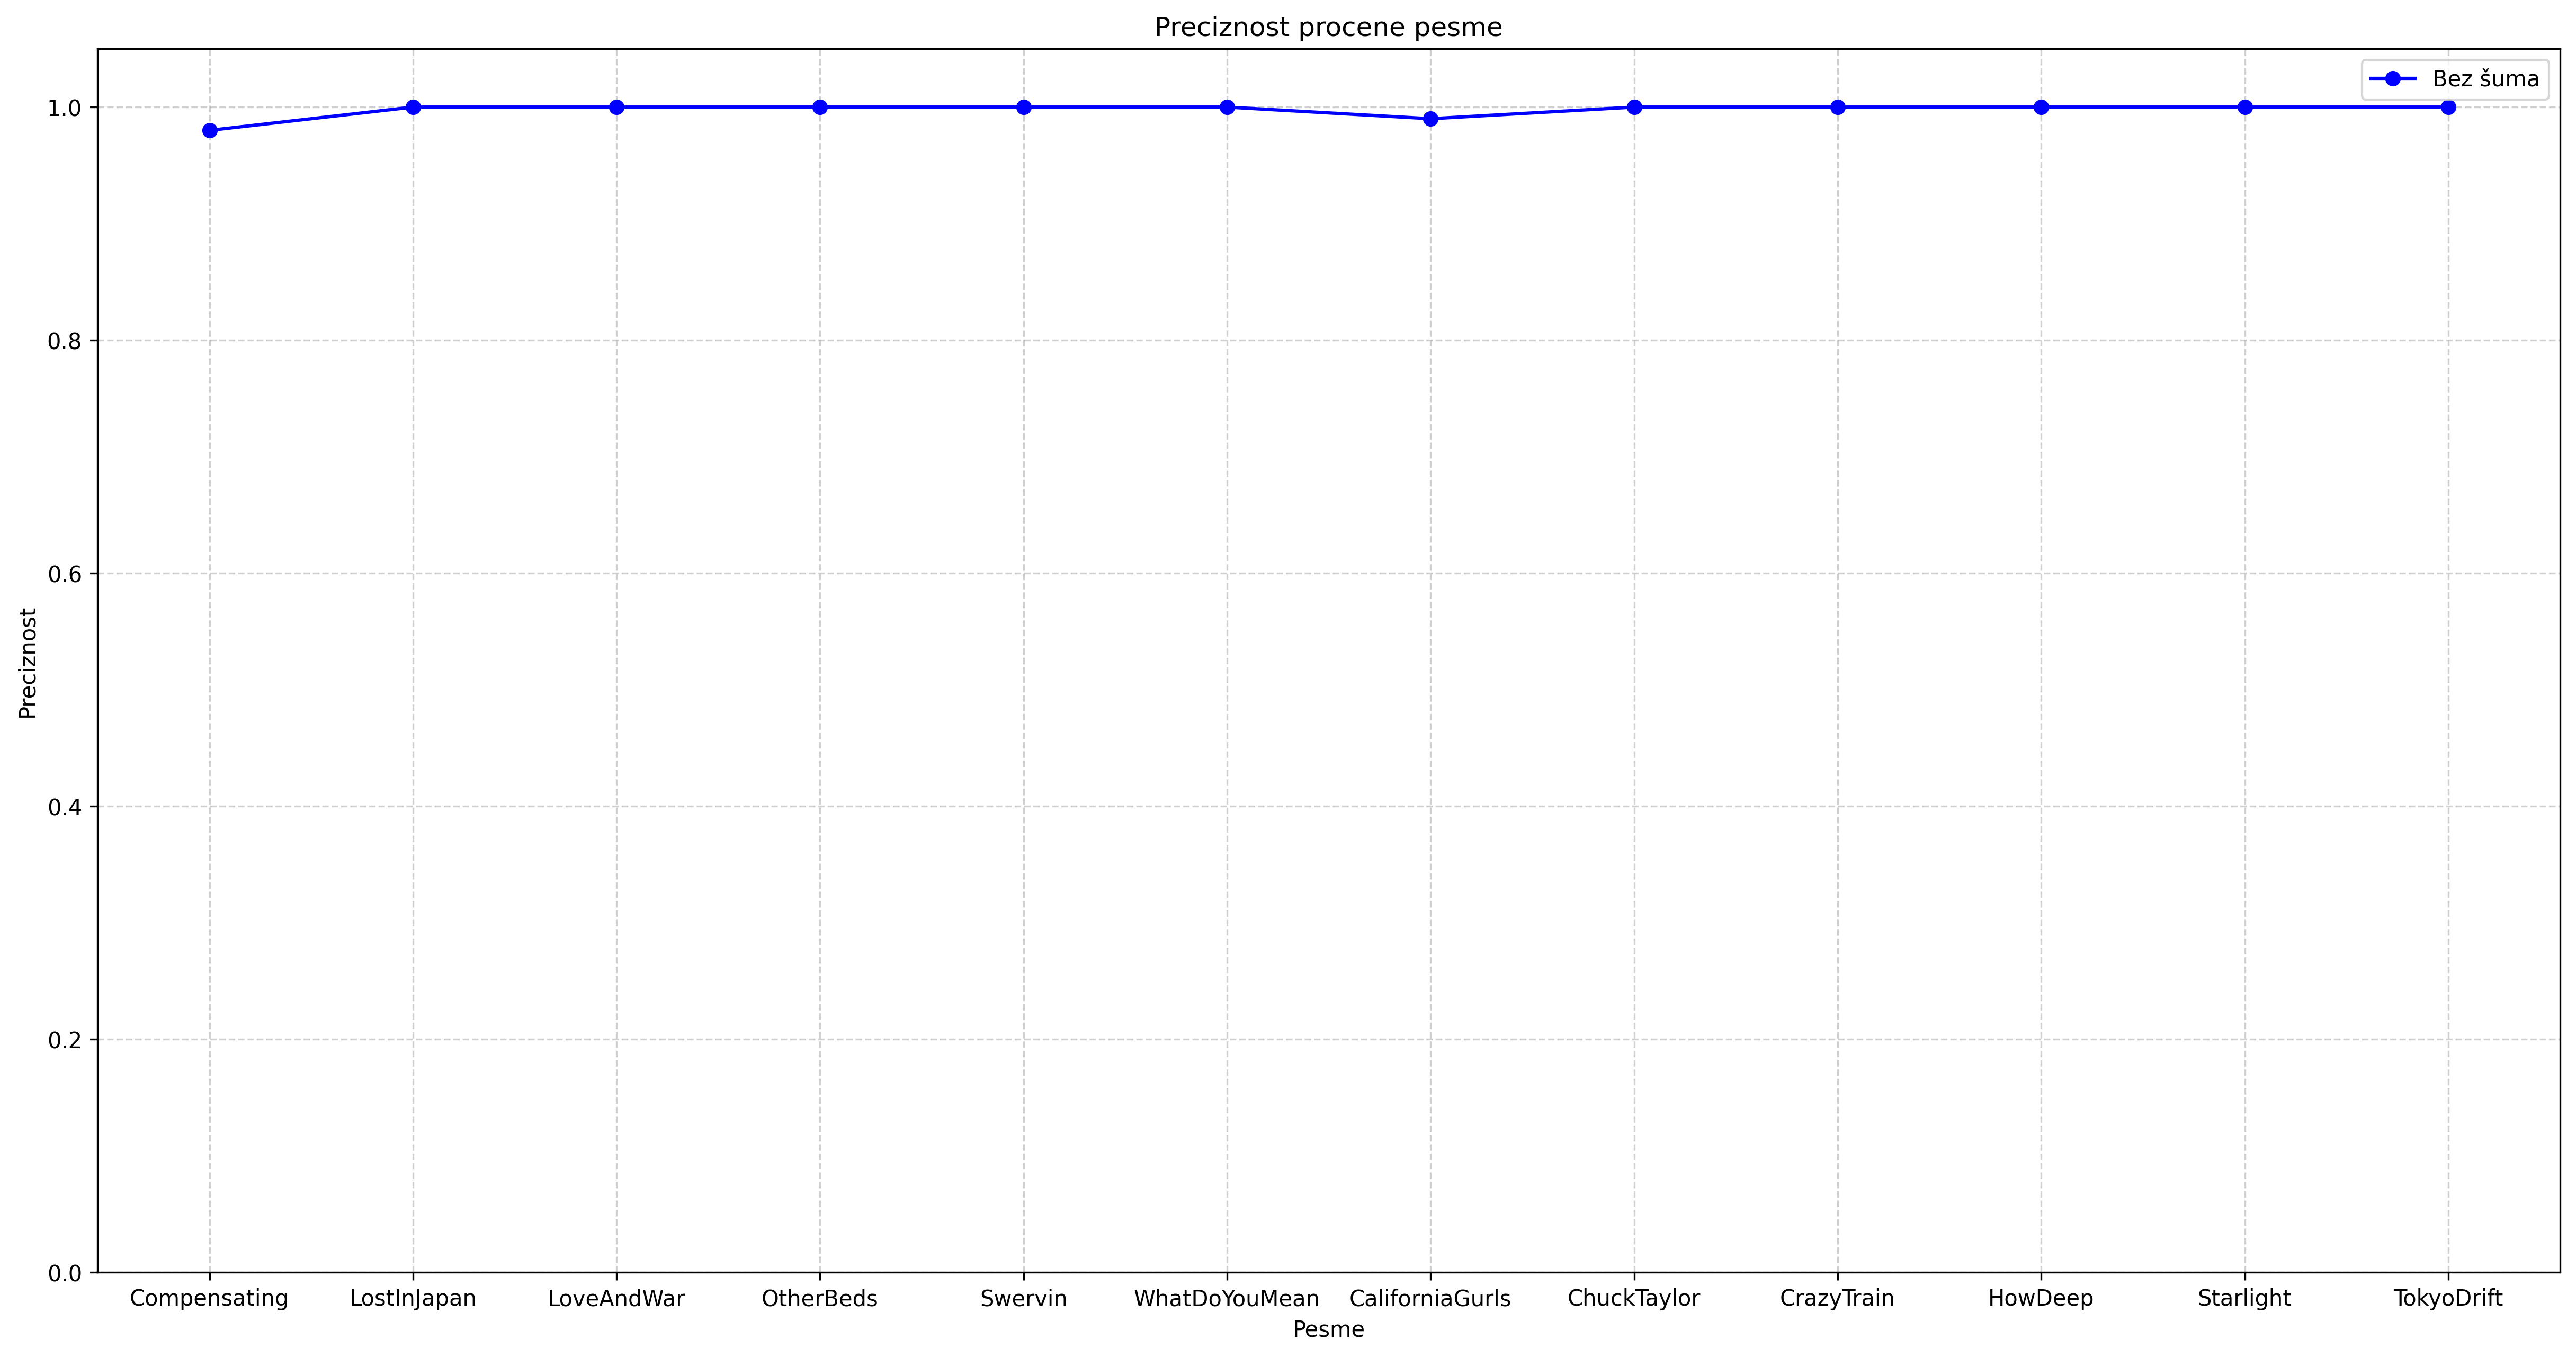 Preciznost procene pesme
Bez šuma
1.0
0.8
0.6
0.4
0.2
0.0
Preciznost
Compensating LostInJapan LoveAndWar OtherBeds Swervin WhatDoYouMean CaliforniaGurls ChuckTaylor CrazyTrain HowDeep Starlight TokyoDrift
Pesme